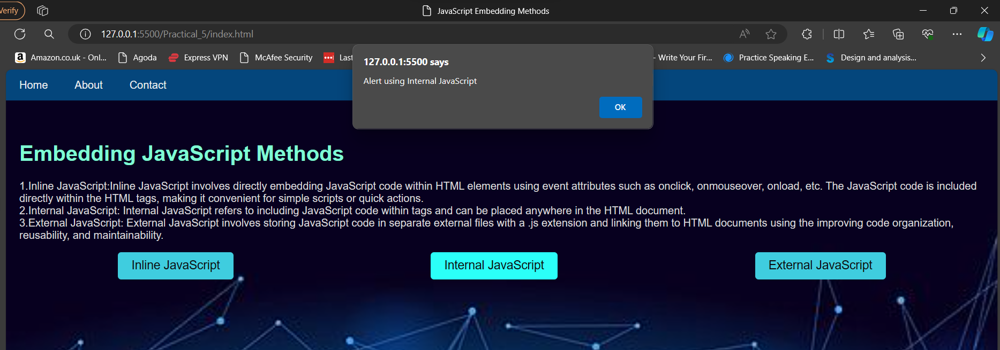 Verify
JavaScript Embedding Methods
127.0.0.1:5500/Practical_5/index.html
Amazon.co.uk - Onl... Agoda Express VPN McAfee Security Last - Write Your Fir... Practice Speaking E... Design and analysis...
127.0.0.1:5500 says
Alert using Internal JavaScript
OK
Home About Contact
Embedding JavaScript Methods
1.Inline JavaScript:Inline JavaScript involves directly embedding JavaScript code within HTML elements using event attributes such as onclick, onmouseover, onload, etc. The JavaScript code is included
directly within the HTML tags, making it convenient for simple scripts or quick actions.
2.Internal JavaScript: Internal JavaScript refers to including JavaScript code within tags and can be placed anywhere in the HTML document.
3.External JavaScript: External JavaScript involves storing JavaScript code in separate external files with a .js extension and linking them to HTML documents using the improving code organization,
reusability, and maintainability.
Inline JavaScript Internal JavaScript External JavaScript